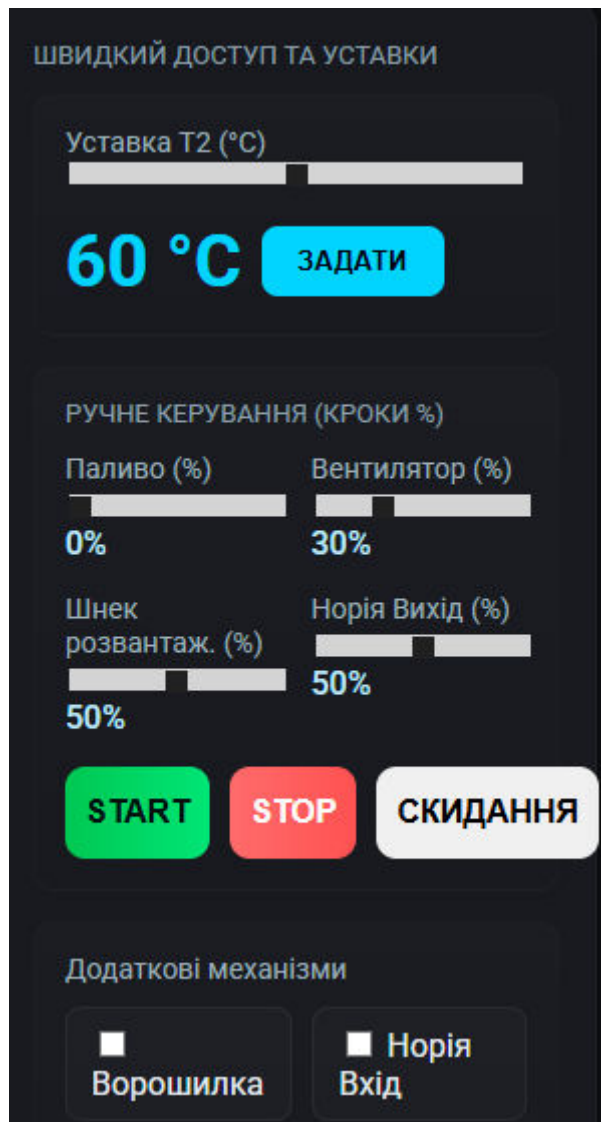 ШВИДКИЙ ДОСТУП ТА УСТАВКИ
Уставка T2 (°C)
60 °C ЗАДАТИ
РУЧНЕ КЕРУВАННЯ (КРОКИ %)
Паливо (%)
0%
Вентилятор (%)
30%
Шнек
розвантаж. (%)
50%
Норія Вихід (%)
50%
START STOP СКИДАННЯ
Додаткові механізми
Ворошилка
Норія
Вхід